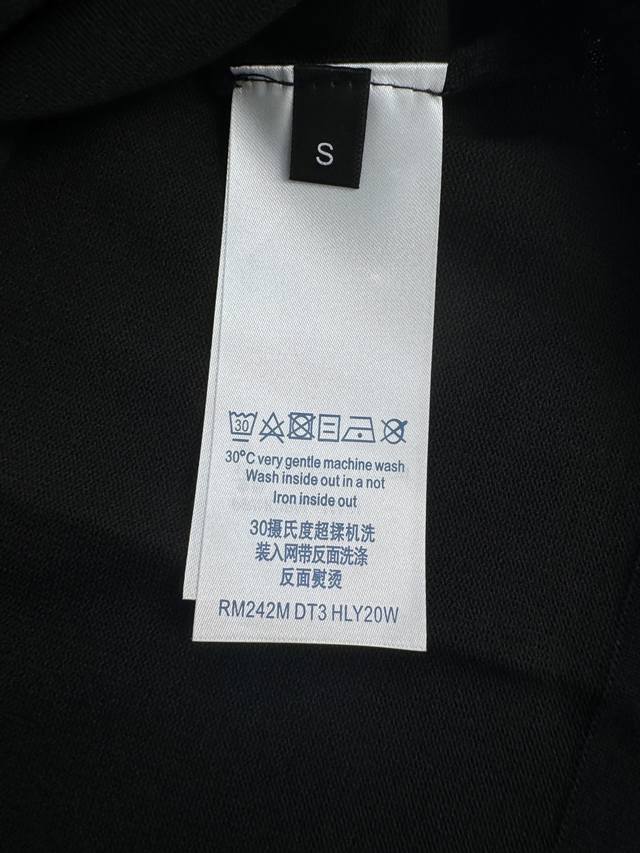 S
30
30°C very gentle machine wash
Wash inside out in a not
Iron inside out
30摄氏度超揉机洗
装入网带反面洗涤
反面熨烫
RM242M DT3 HLY20W